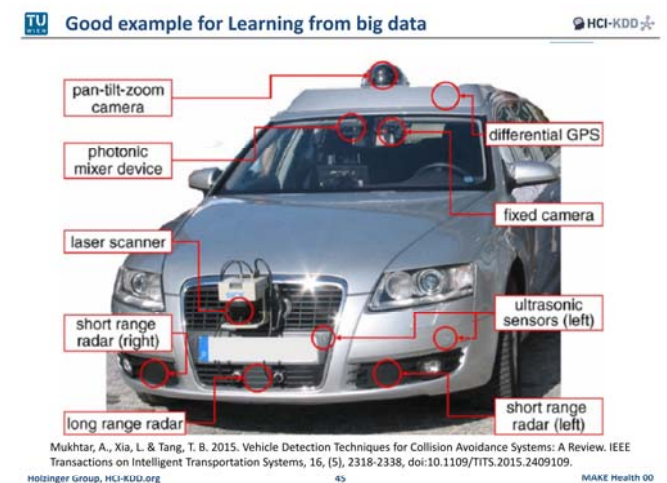 TU
WIEN
Good example for Learning from big data
HCI-KDD
pan-tilt-zoom
camera
differential GPS
photonic
mixer device
fixed camera
laser scanner
ultrasonic
sensors (left)
short range
radar (right)
long range radar
short range
radar (left)
Mukhtar, A., Xia, L. & Tang, T. B. 2015. Vehicle Detection Techniques for Collision Avoidance Systems: A Review. IEEE
Transactions on Intelligent Transportation Systems, 16, (5), 2318-2338, doi:10.1109/TITS.2015.2409109.
Holzinger Group, HCI-KDD.org
45
MAKE Health 00